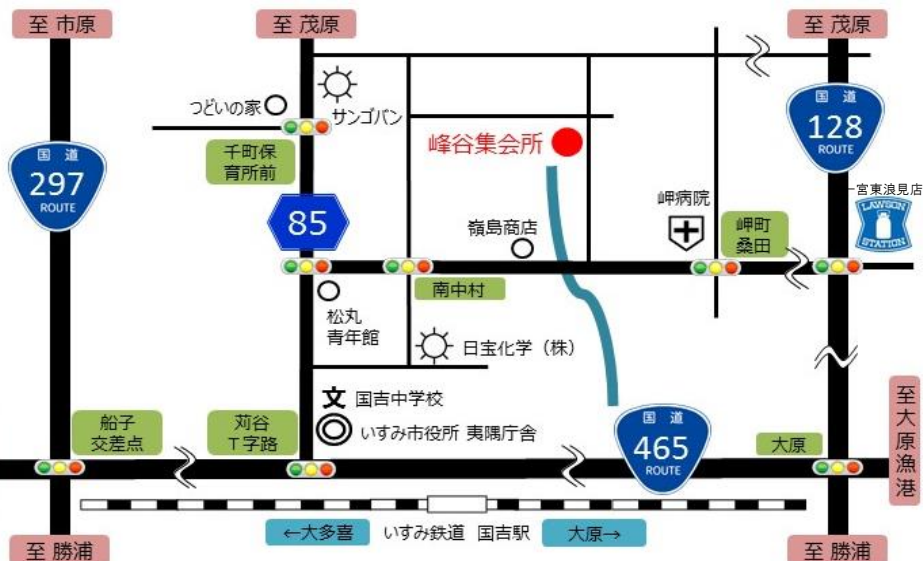 至 市原
至 茂原
至 茂原
つどいの家
サンゴバン
千町保
育所前
峰谷集会所
国道
297
ROUTE
国道
128
ROUTE
85
嶺島商店
岬病院
岬町
桑田
一宮東浪見店
LAWSON
STATION
南中村
松丸
青年館
日宝化学（株）
文 国吉中学校
いすみ市役所 夷隅庁舎
船子
交差点
苅谷
T字路
国道
465
ROUTE
大原
至大原漁港
←大多喜
いすみ鉄道 国吉駅
大原→
至 勝浦
至 勝浦